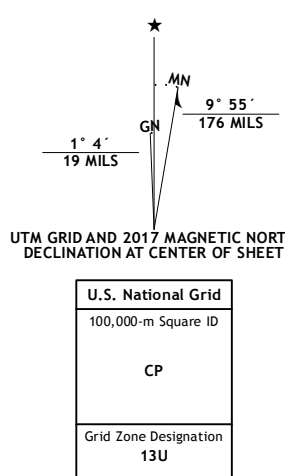 ★
MN
9° 55´
176 MILS
GN
1° 4´
19 MILS
UTM GRID AND 2017 MAGNETIC NORT
DECLINATION AT CENTER OF SHEET
U.S. National Grid
100,000-m Square ID
CP
Grid Zone Designation
13U